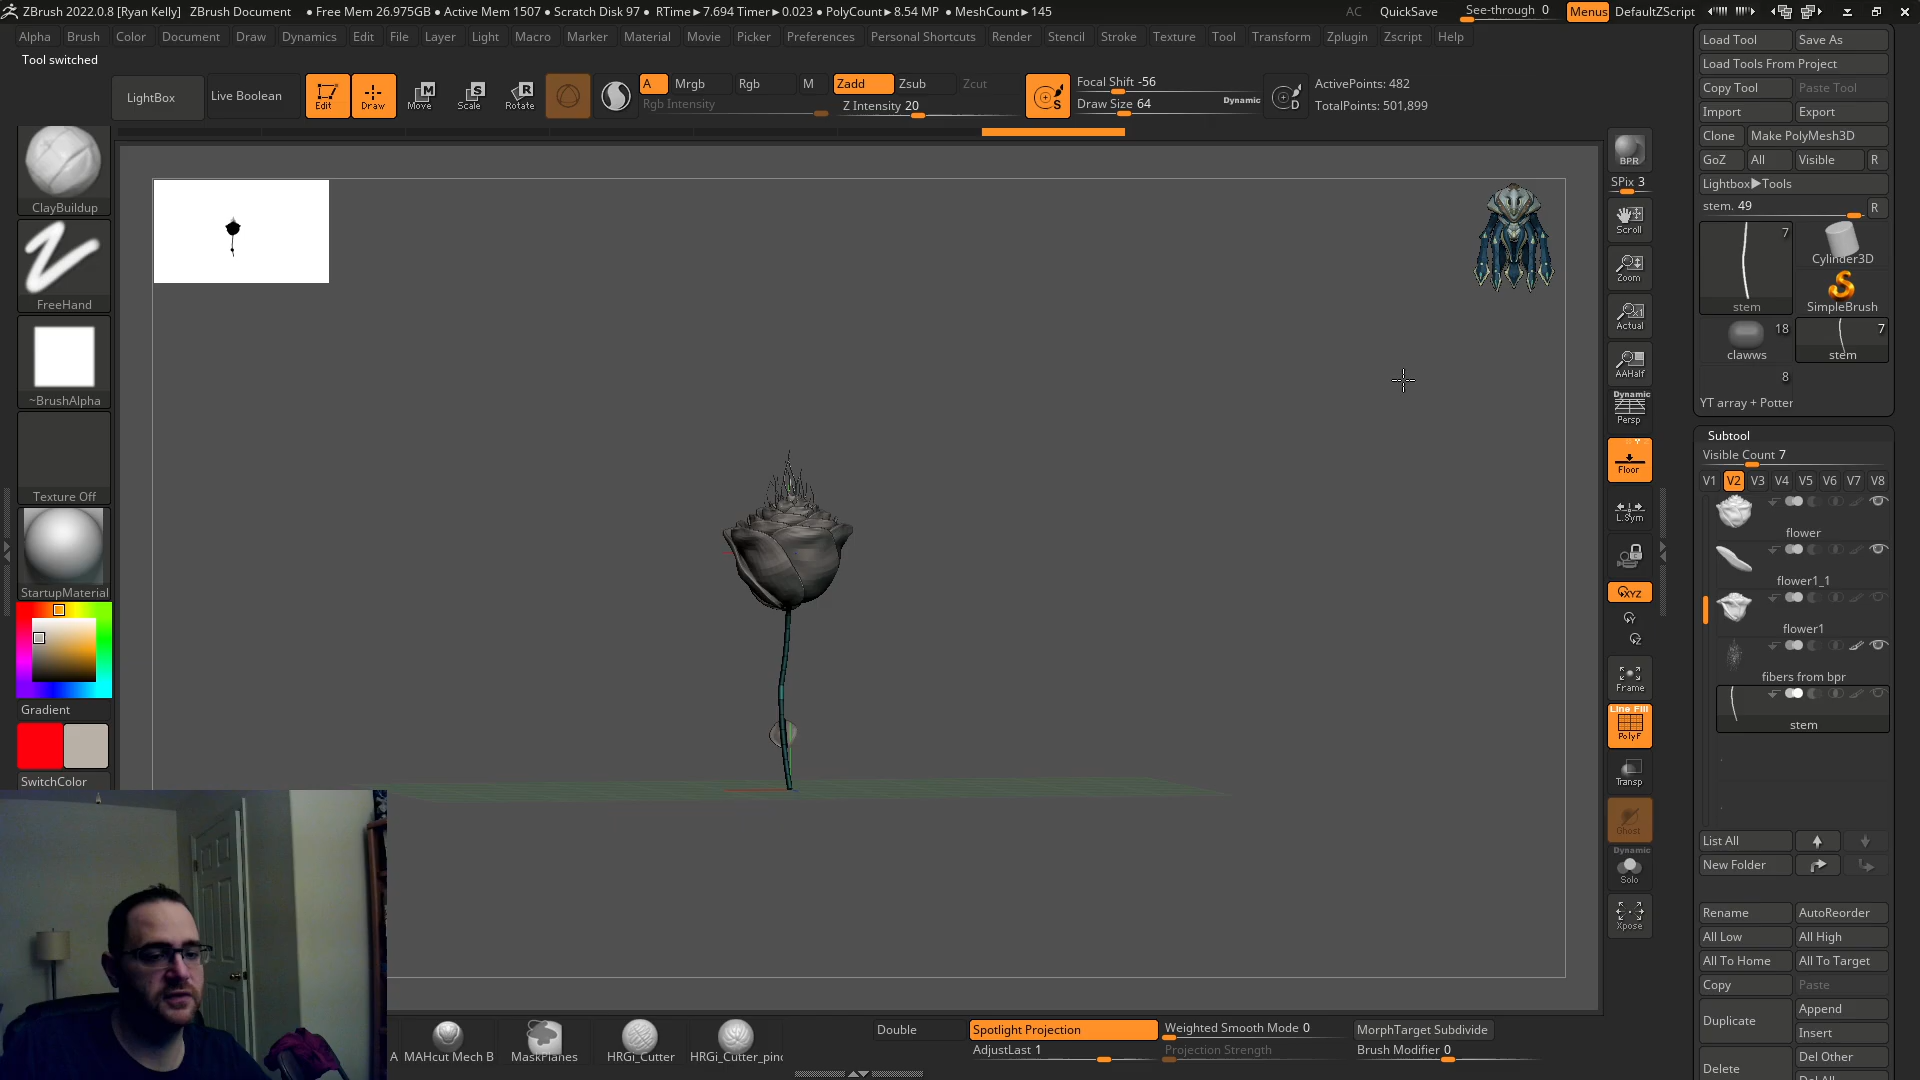 ZBrush 2022.0.8 [Ryan Kelly] ZBrush Document • Free Mem 26.975GB • Active Mem 1507 • Scratch Disk 97 • RTime►7.694 Timer►0.023 • PolyCount►8.54 MP • MeshCount►145 AC QuickSave See-through 0 Menus DefaultZScript
Alpha Brush Color Document Draw Dynamics Edit File Layer Light Macro Marker Material Movie Picker Preferences Personal Shortcuts Render Stencil Stroke Texture Tool Transform Zplugin Zscript Help
Tool switched
LightBox
Live Boolean
Edit Draw Move Scale Rotate
A Mrgb Rgb M Zadd Zsub Zcut
Rgb Intensity Z Intensity 20
Focal Shift -56
Draw Size 64 Dynamic
ActivePoints: 482
TotalPoints: 501,899
ClayBuildup
FreeHand
~BrushAlpha
Texture Off
StartupMaterial
Gradient
SwitchColor
BPR
SPix 3
Scroll
Zoom
Actual
AAHalf
Dynamic
Persp
Floor
L.Sym
XYZ
Y
Z
Frame
Line Fill
PolyF
Transp
Ghost
Dynamic
Solo
Xpose
Load Tool Save As
Load Tools From Project
Copy Tool Paste Tool
Import Export
Clone Make PolyMesh3D
GoZ All Visible R
Lightbox►Tools
stem. 49 R
7
Cylinder3D
stem SimpleBrush
18 7
clawws stem
8
YT array + Potter
Subtool
Visible Count 7
V1 V2 V3 V4 V5 V6 V7 V8
flower
flower1_1
flower1
fibers from bpr
stem
List All
New Folder
Rename AutoReorder
All Low All High
All To Home All To Target
Copy Paste
Duplicate Append
Insert
Delete Del Other
Del All
A MAHcut Mech B MaskPlanes HRGi_Cutter HRGi_Cutter_pinc
Double Spotlight Projection Weighted Smooth Mode 0 MorphTarget Subdivide
AdjustLast 1 Projection Strength Brush Modifier 0